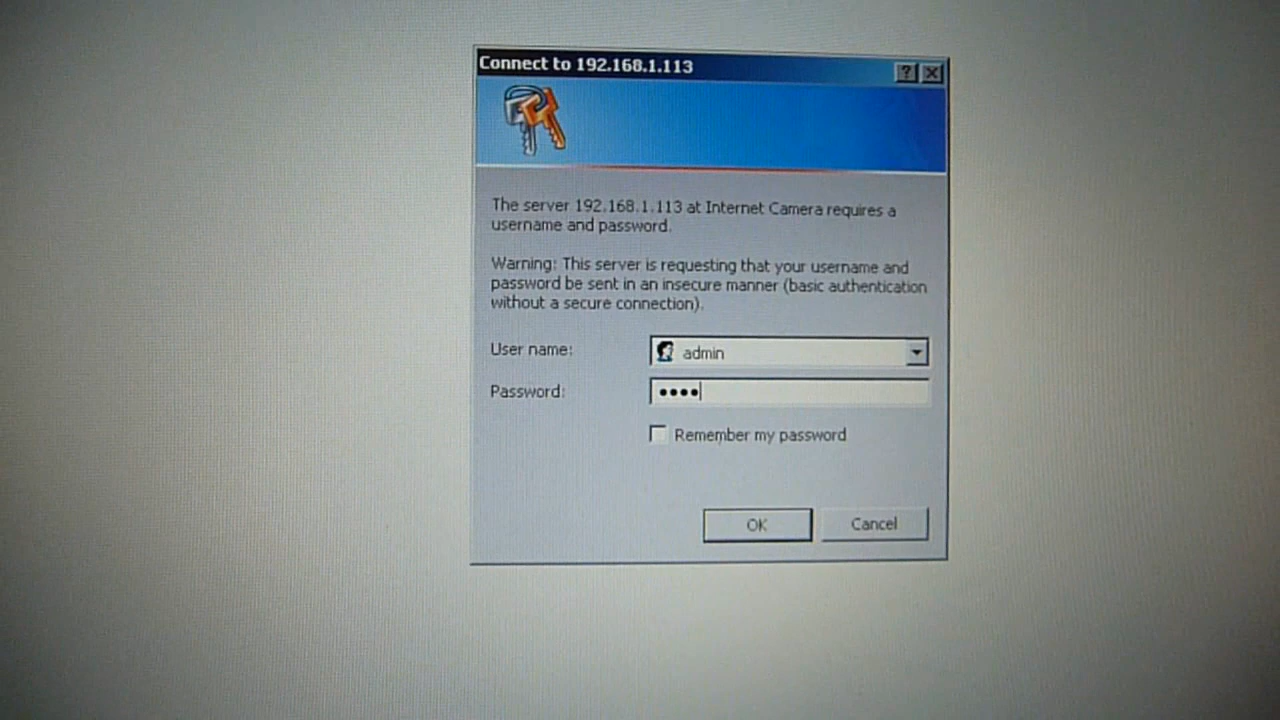 Connect to 192.168.1.113
The server 192.168.1.113 at Internet Camera requires a
username and password.
Warning: This server is requesting that your username and
password be sent in an insecure manner (basic authentication
without a secure connection).
User name: admin
Password: ••••
Remember my password
OK Cancel